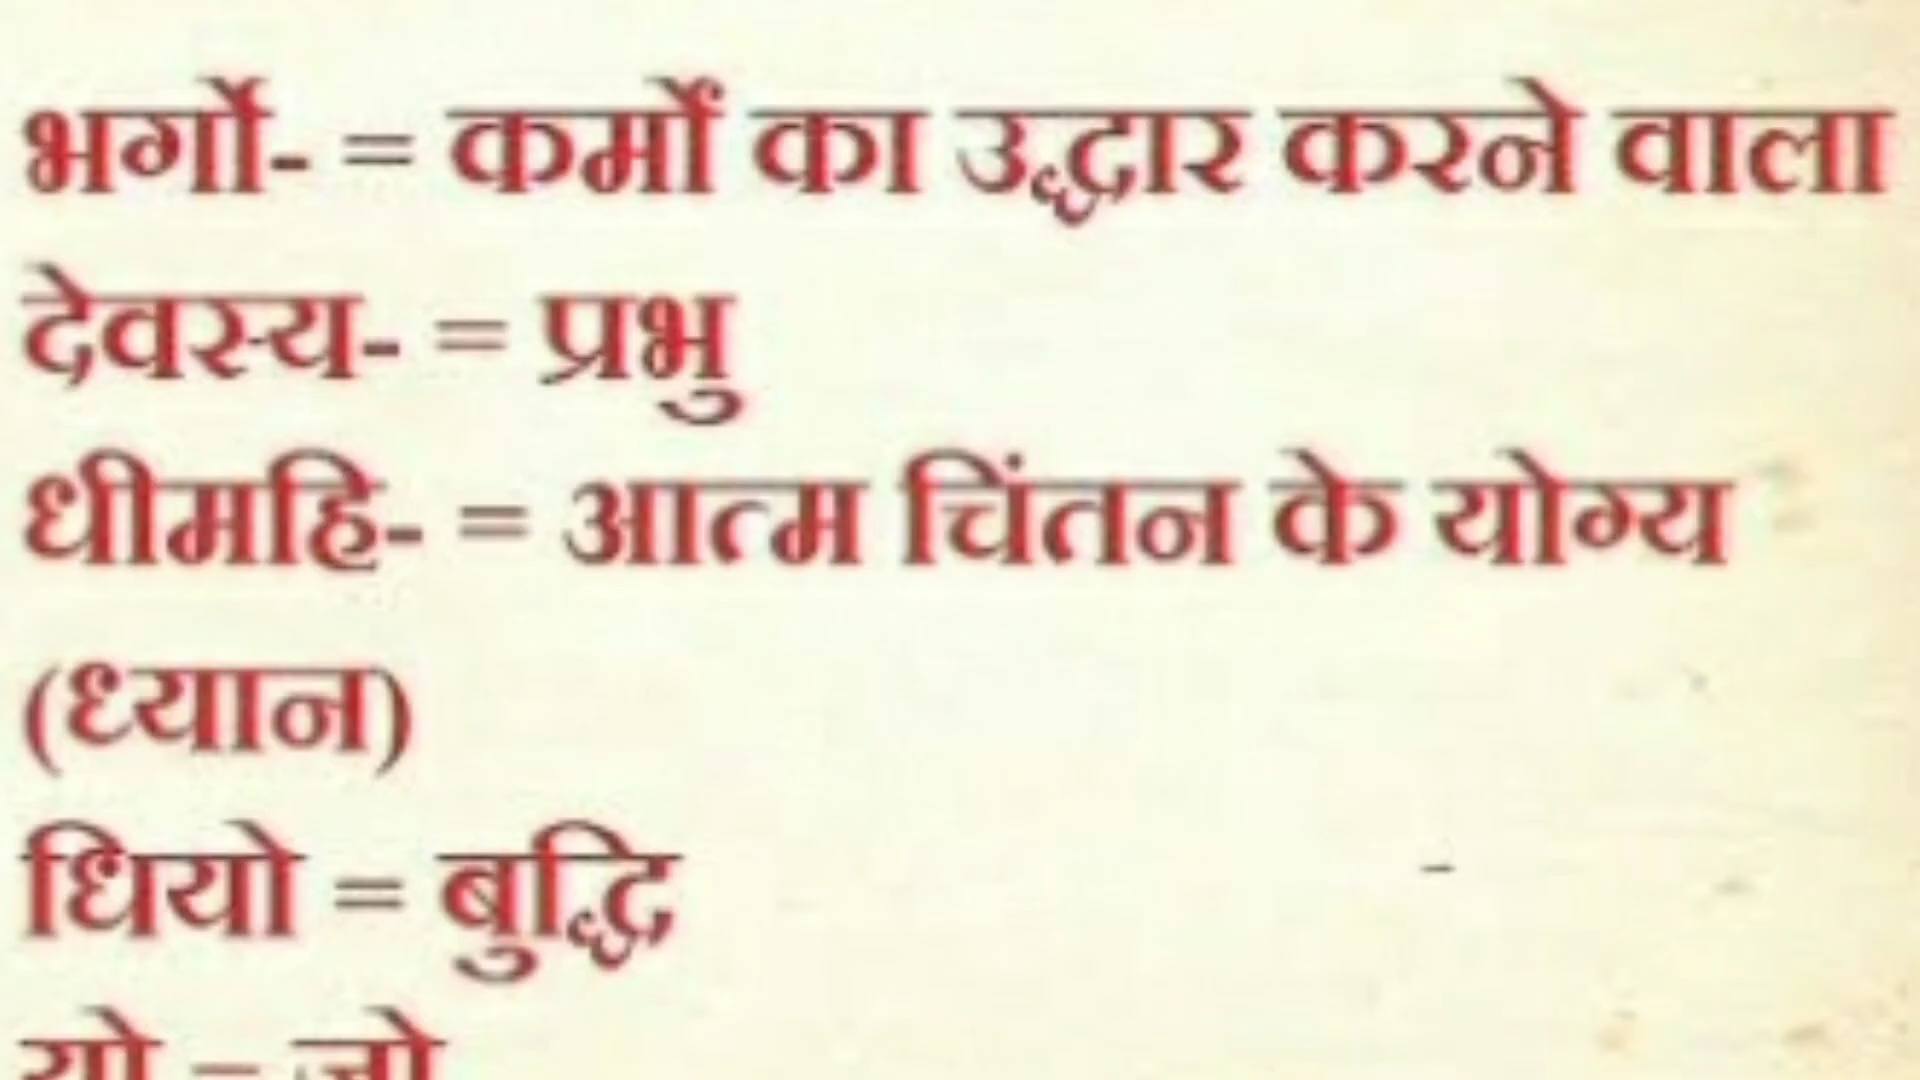 भर्गो- = कर्मों का उद्धार करने वाला
देवस्य- = प्रभु
धीमहि- = आत्म चिंतन के योग्य
(ध्यान)
धियो = बुद्धि
यो = जो